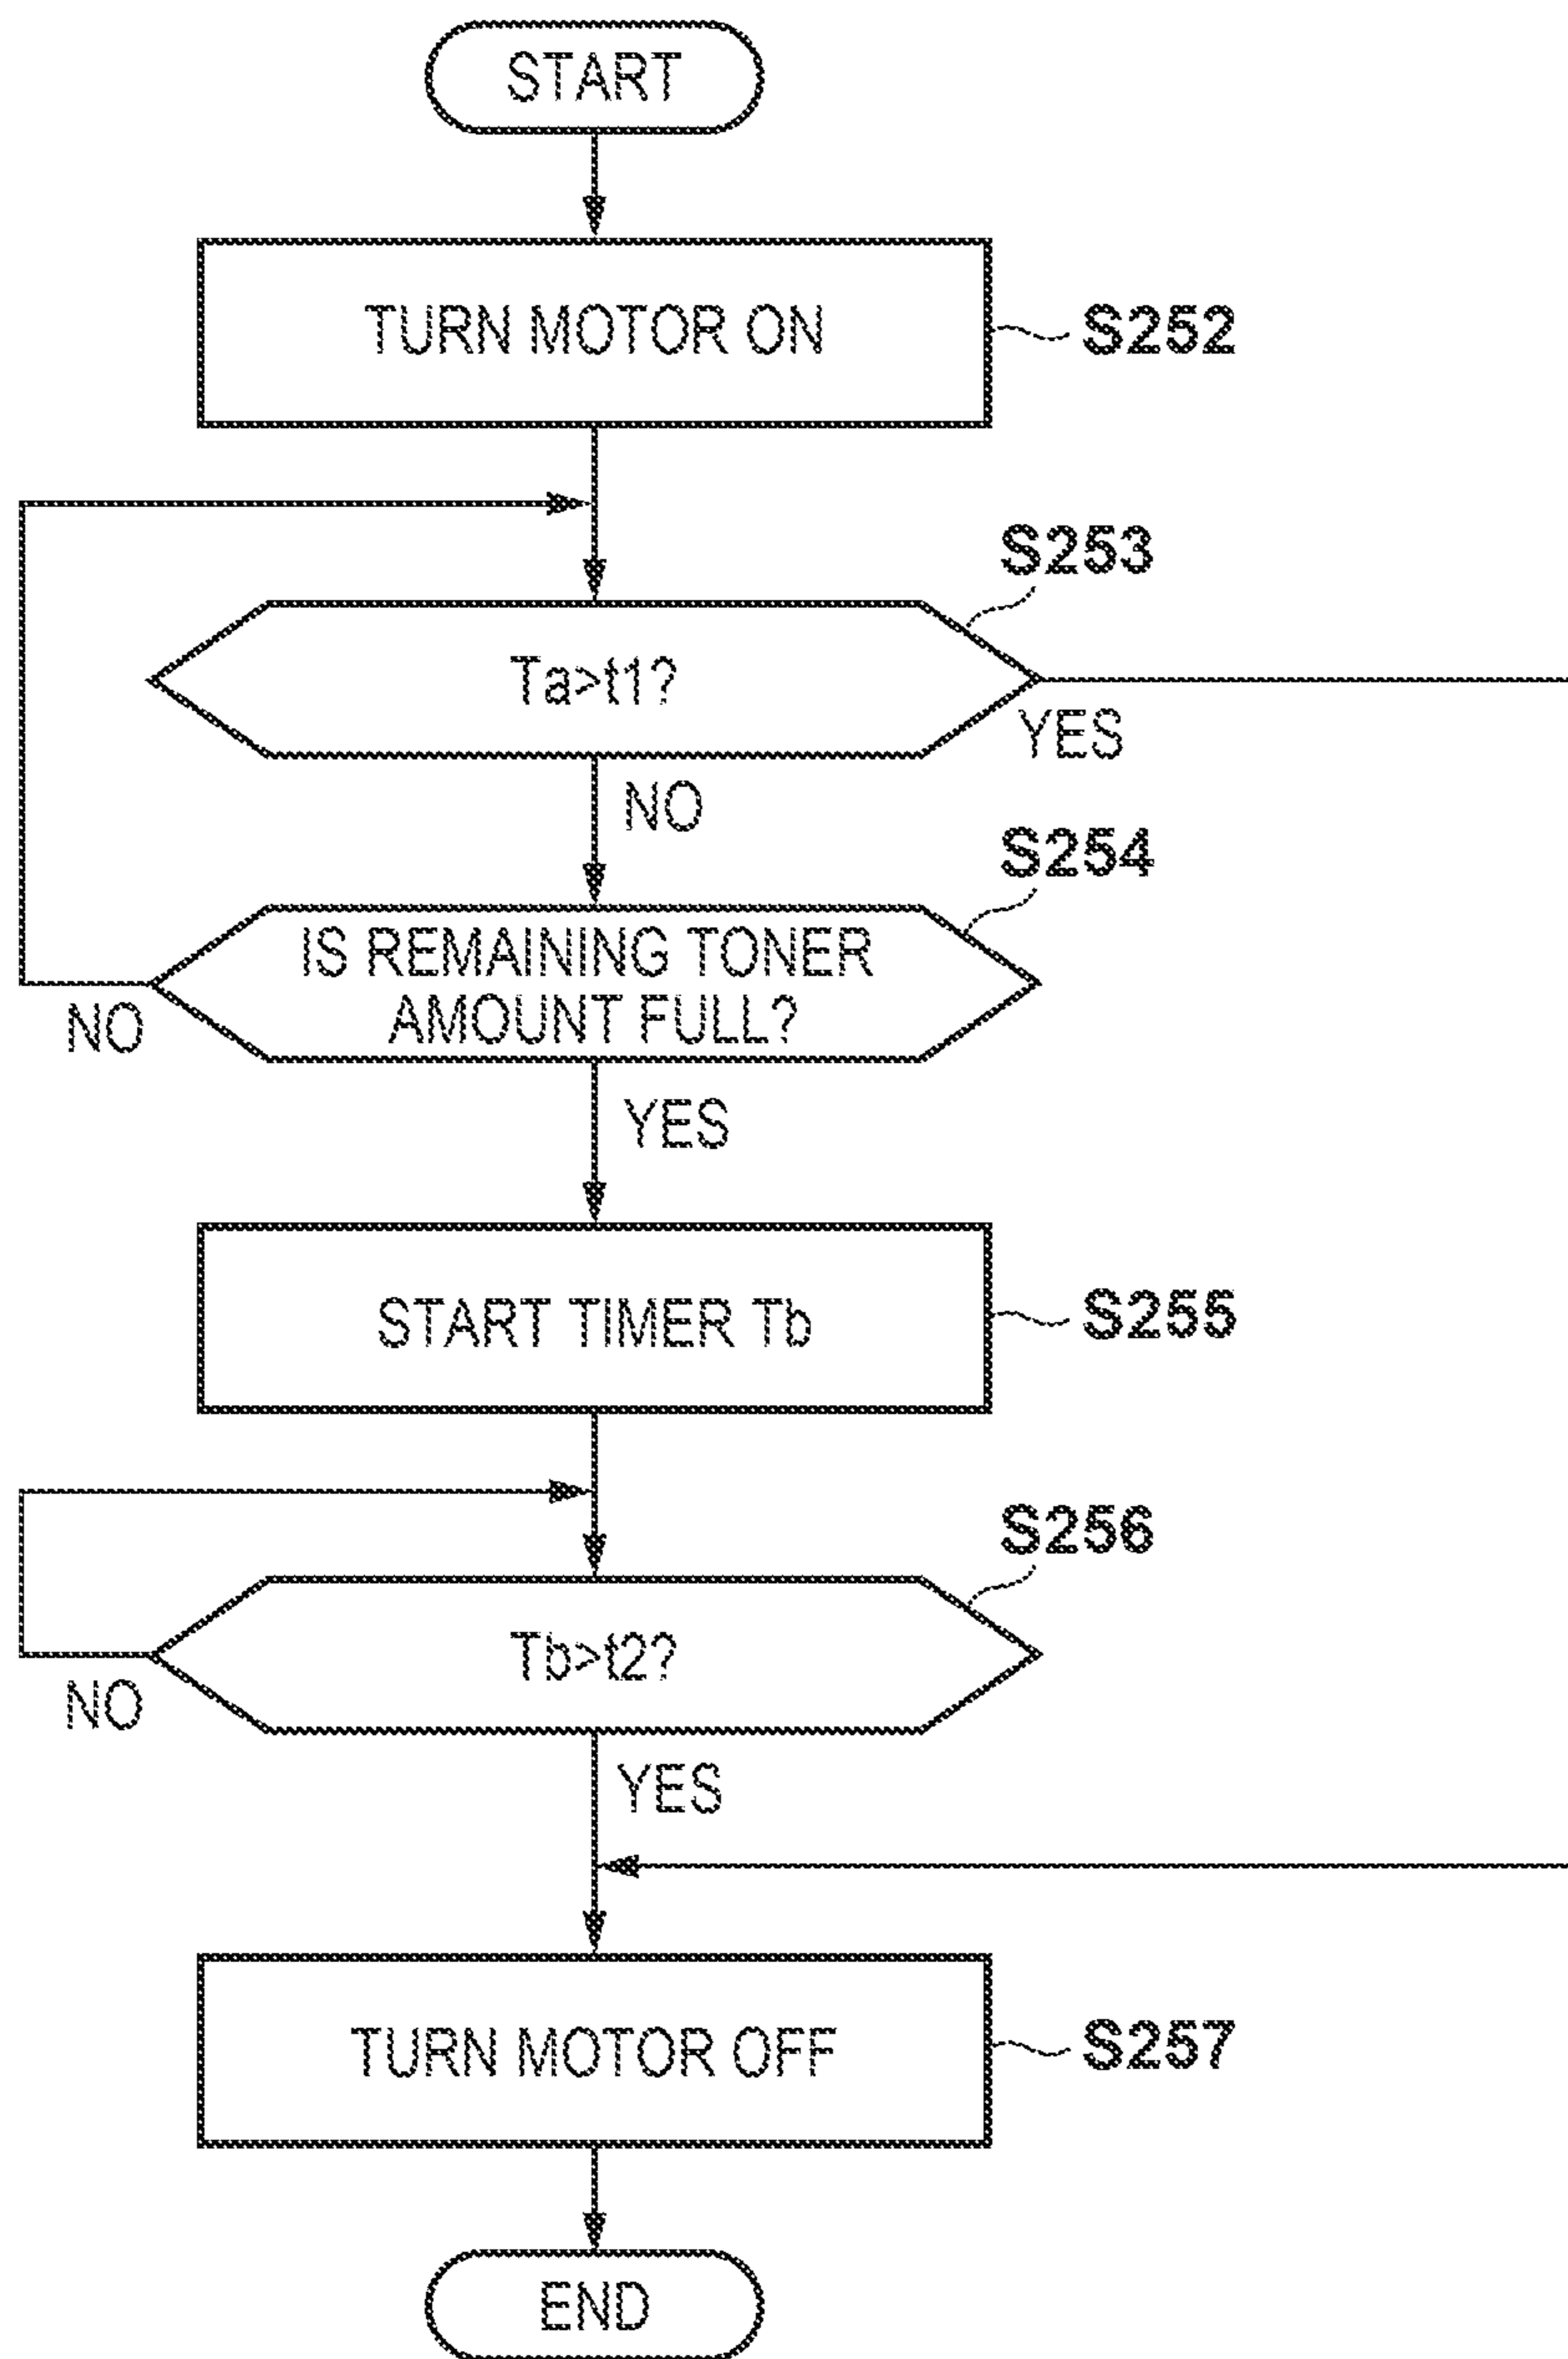 START
TURN MOTOR ON
S252
S253
Ta>t1?
YES
NO
S254
IS REMAINING TONER
AMOUNT FULL?
NO
YES
START TIMER Tb
S255
S256
Tb>t2?
NO
YES
TURN MOTOR OFF
S257
END